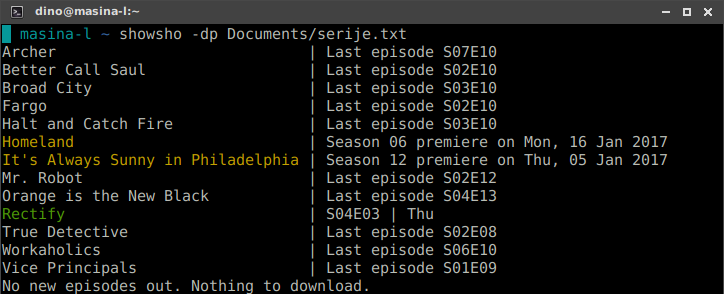 dino@masina-l:~
masina-l ~ showsho -dp Documents/serije.txt
Archer | Last episode S07E10
Better Call Saul | Last episode S02E10
Broad City | Last episode S03E10
Fargo | Last episode S02E10
Halt and Catch Fire | Last episode S03E10
Homeland | Season 06 premiere on Mon, 16 Jan 2017
It's Always Sunny in Philadelphia | Season 12 premiere on Thu, 05 Jan 2017
Mr. Robot | Last episode S02E12
Orange is the New Black | Last episode S04E13
Rectify | S04E03 | Thu
True Detective | Last episode S02E08
Workaholics | Last episode S06E10
Vice Principals | Last episode S01E09
No new episodes out. Nothing to download.